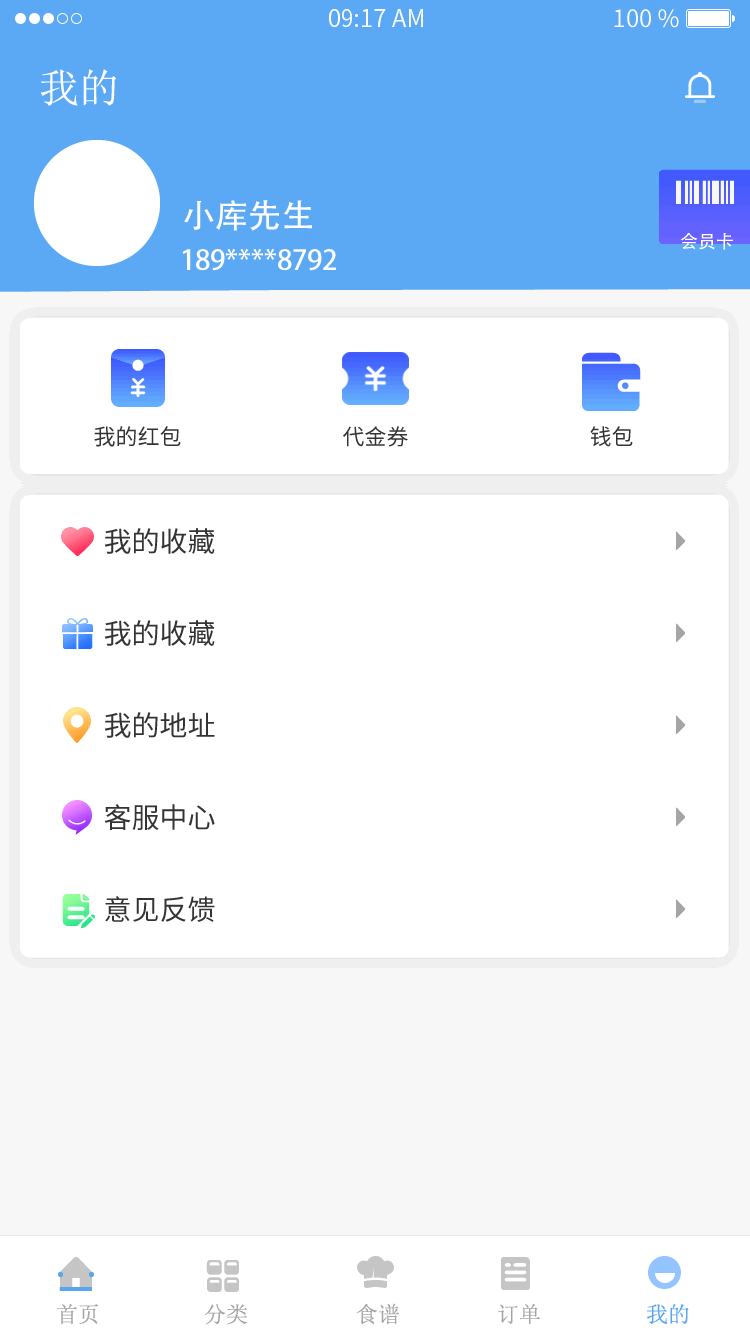 09:17 AM
100 %
我的
小库先生
189****8792
会员卡
我的红包
代金券
钱包
我的收藏
我的收藏
我的地址
客服中心
意见反馈
首页
分类
食谱
订单
我的